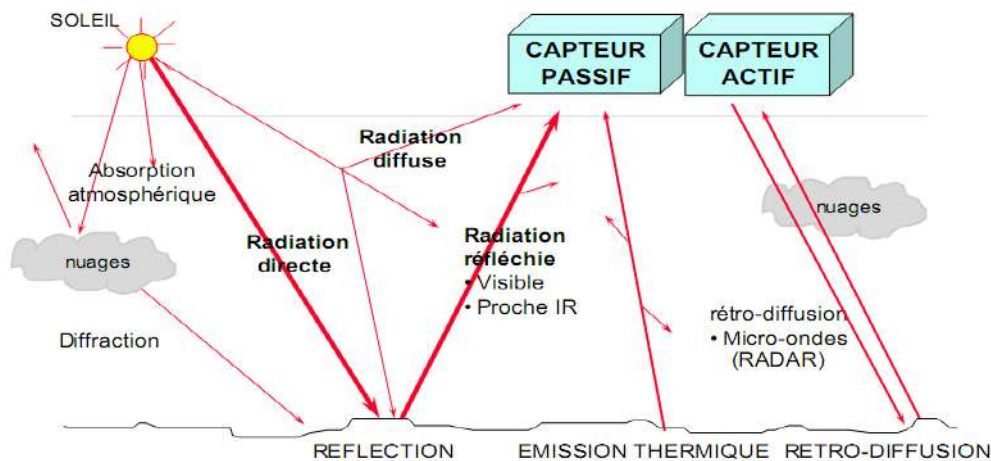 SOLEIL
CAPTEUR
PASSIF
CAPTEUR
ACTIF
Radiation
diffuse
Absorption
atmosphérique
nuages
Radiation
directe
Radiation
réfléchie
• Visible
• Proche IR
nuages
Diffraction
rétro-diffusion
• Micro-ondes
(RADAR)
REFLECTION
EMISSION THERMIQUE
RETRO-DIFFUSION